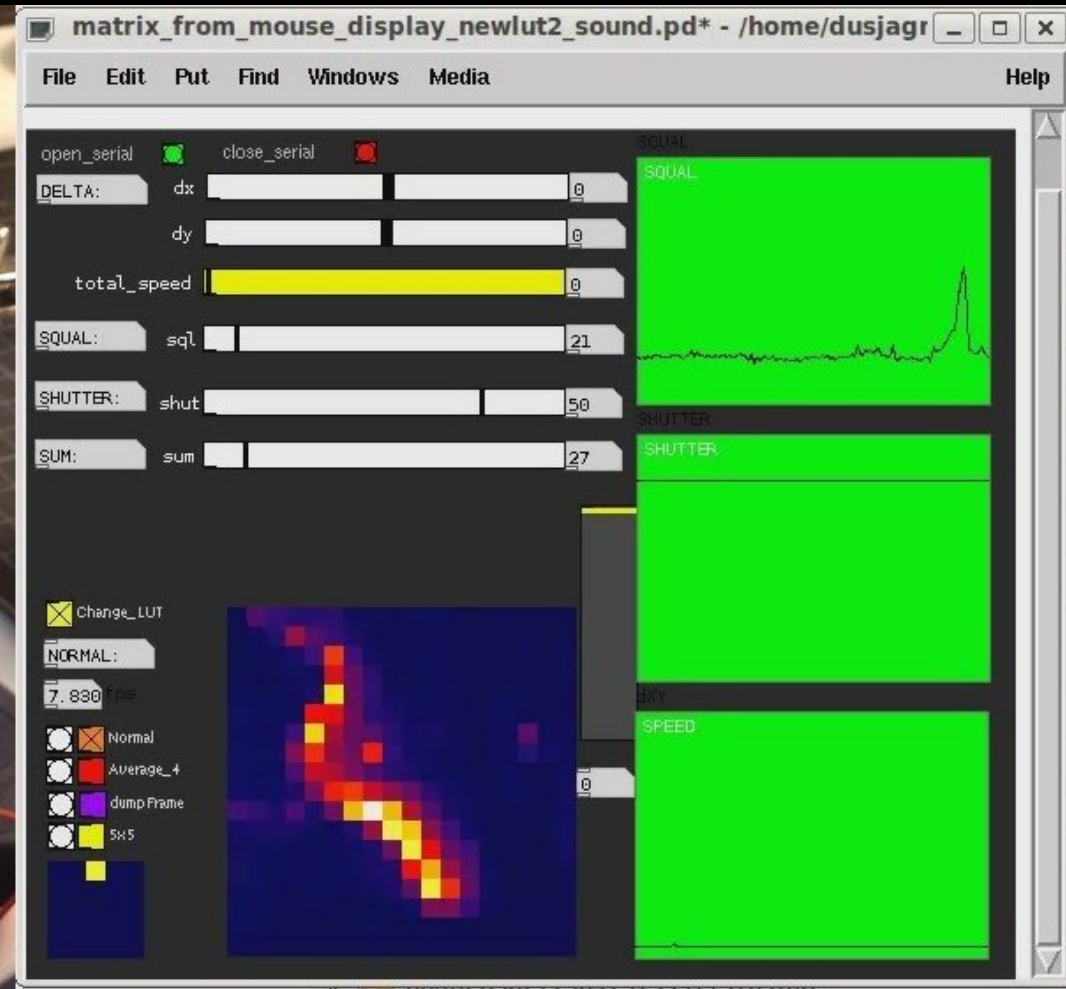 matrix_from_mouse_display_newlut2_sound.pd* - /home/dusjagr
File Edit Put Find Windows Media Help
open_serial close_serial
DELTA: dx 0
dy 0
total_speed 0
SQUAL: sql 21
SHUTTER: shut 50
SUM: sum 27
SQUAL
SQUAL
SHUTTER
SHUTTER
Change_LUT
NORMAL:
7.830 fps
Normal
Average_4
dump Frame
5x5
0
SPEED